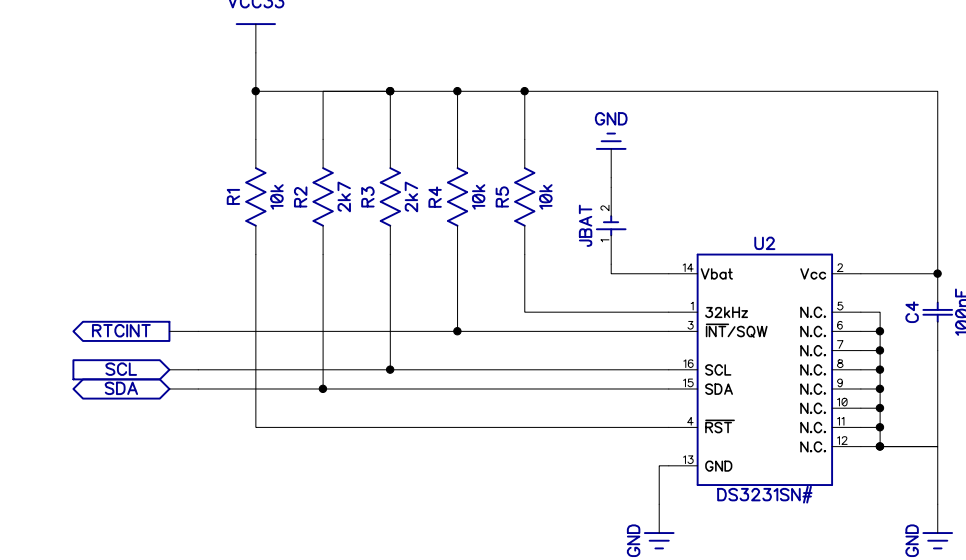 VCC33
GND
R1
10k
R2
2k7
R3
2k7
R4
10k
R5
10k
JBAT
2
1
U2
14 Vbat
Vcc 2
1 32kHz
N.C. 5
RTCINT
3 INT/SQW
N.C. 6
N.C. 7
SCL
16 SCL
N.C. 8
SDA
15 SDA
N.C. 9
N.C. 10
4 RST
N.C. 11
N.C. 12
13 GND
DS3231SN#
C4
100nF
GND
GND